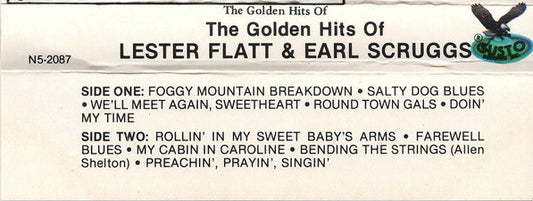 The Golden Hits Of
The Golden Hits Of
LESTER FLATT & EARL SCRUGGS
N5-2087
GUSTO
®
SIDE ONE: FOGGY MOUNTAIN BREAKDOWN • SALTY DOG BLUES
• WE'LL MEET AGAIN, SWEETHEART • ROUND TOWN GALS • DOIN'
MY TIME
SIDE TWO: ROLLIN' IN MY SWEET BABY'S ARMS • FAREWELL
BLUES • MY CABIN IN CAROLINE • BENDING THE STRINGS (Allen
Shelton) • PREACHIN', PRAYIN', SINGIN'